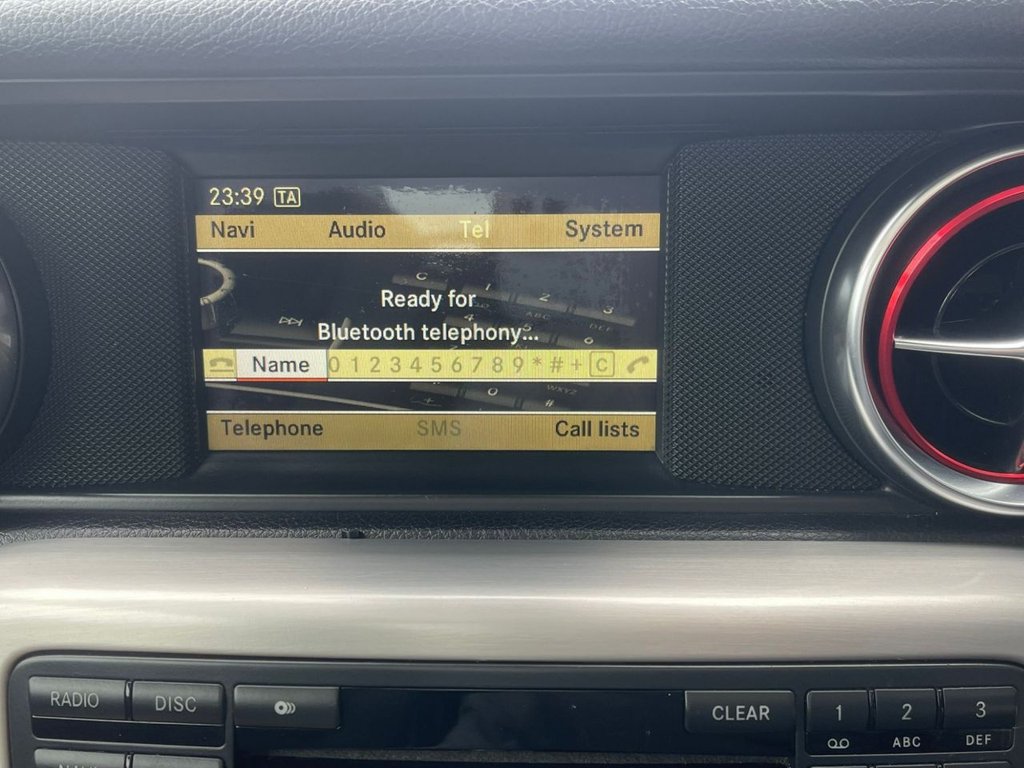 23:39 TA
Navi Audio Tel System
Ready for
Bluetooth telephony...
Name 0 1 2 3 4 5 6 7 8 9 * # + C
Telephone SMS Call lists
RADIO DISC CLEAR 1 2 3
ABC DEF